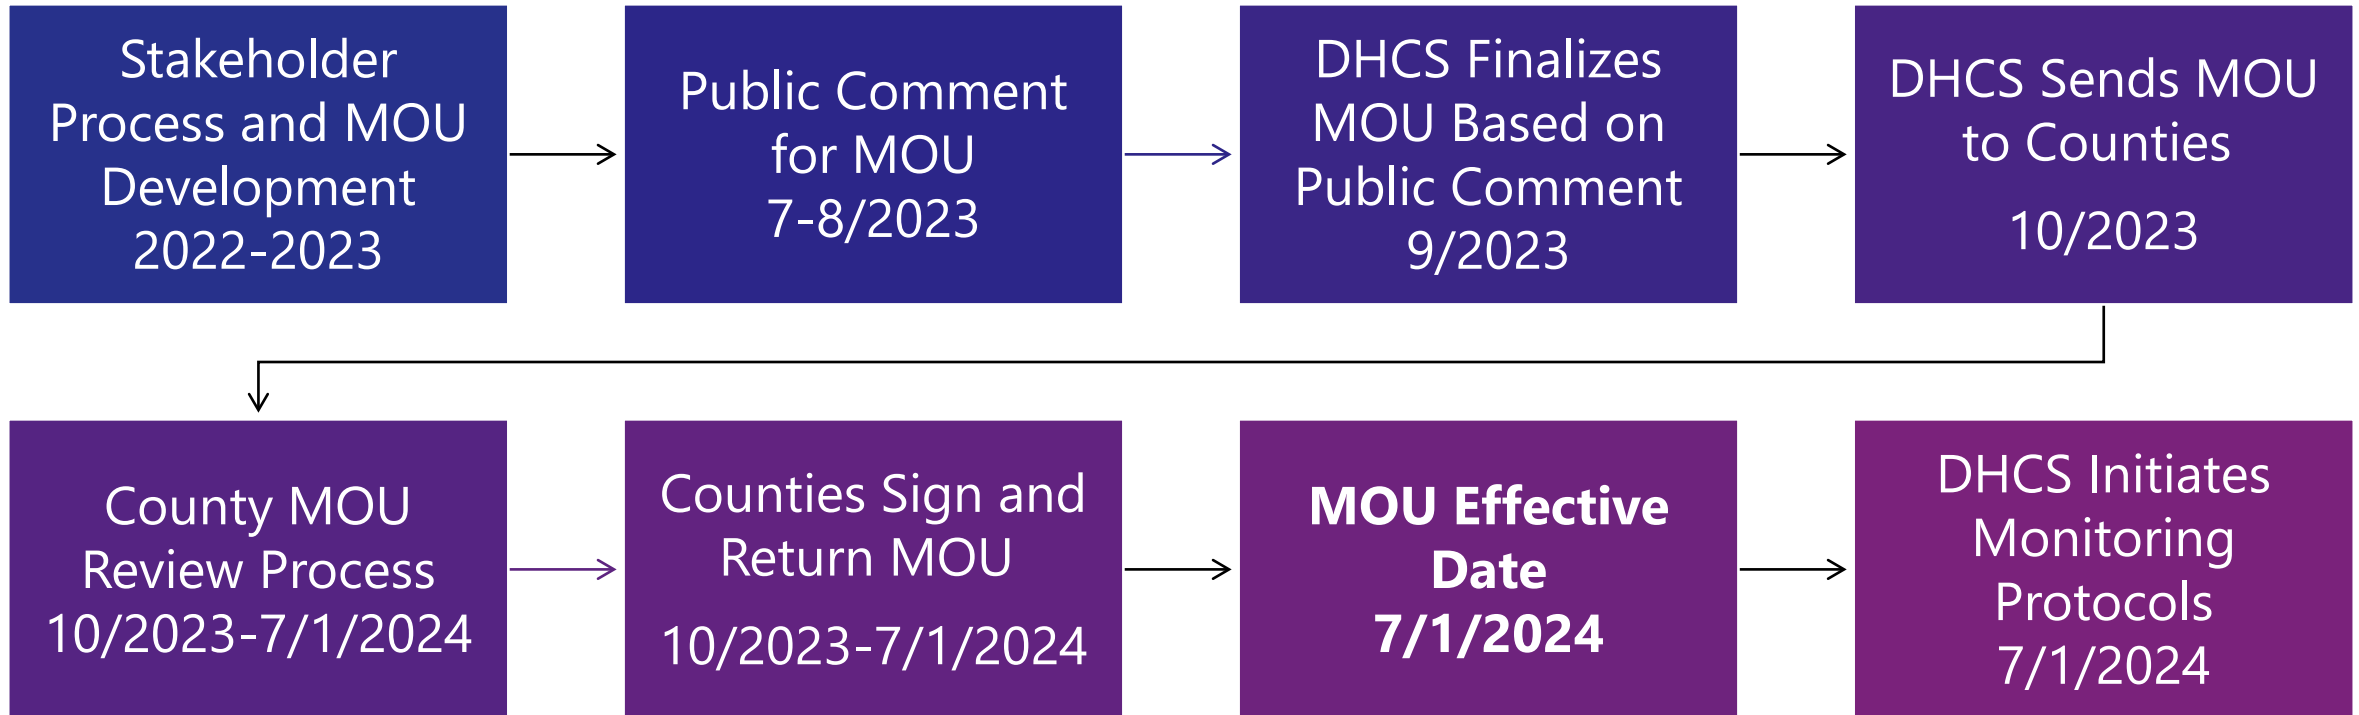 Stakeholder
Process and MOU
Development
2022-2023
Public Comment
for MOU
7-8/2023
DHCS Finalizes
MOU Based on
Public Comment
9/2023
DHCS Sends MOU
to Counties
10/2023
County MOU
Review Process
10/2023-7/1/2024
Counties Sign and
Return MOU
10/2023-7/1/2024
MOU Effective
Date
7/1/2024
DHCS Initiates
Monitoring
Protocols
7/1/2024